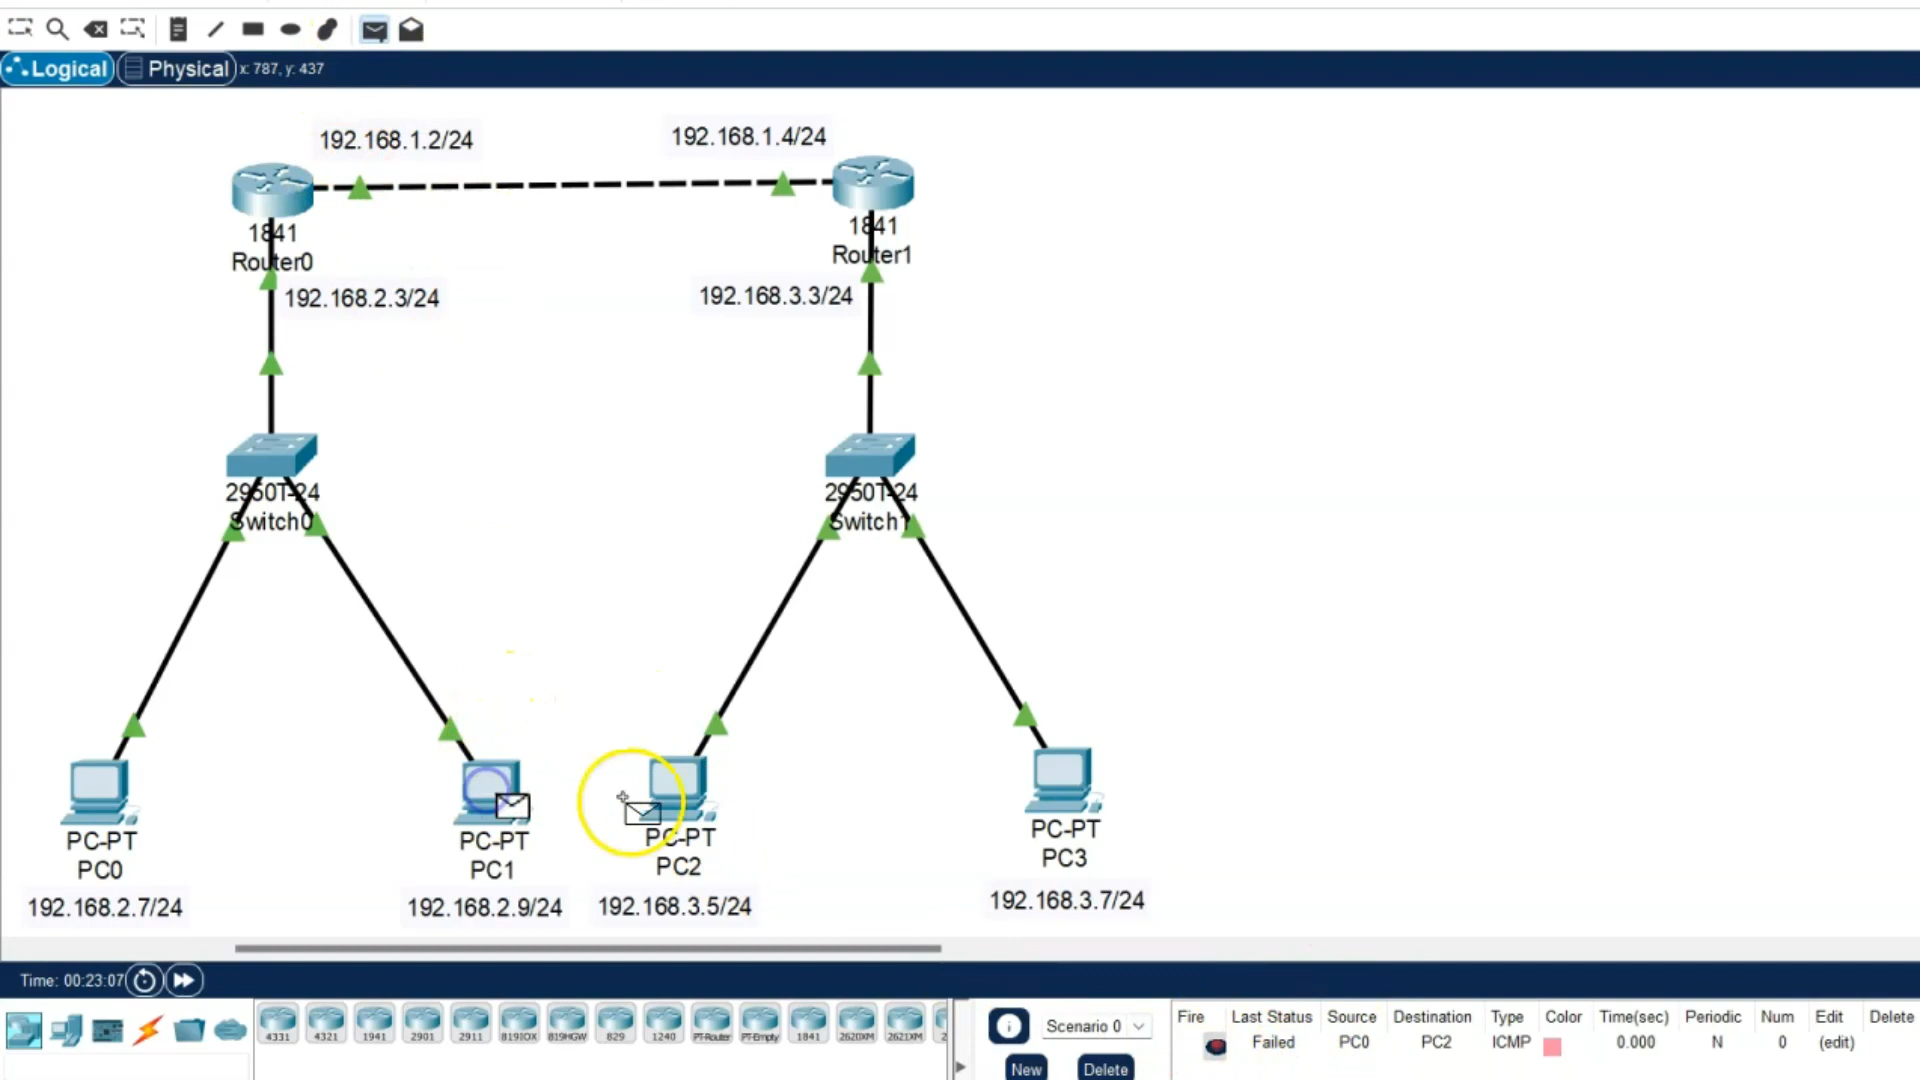 Logical
Physical
x: 787, y: 437
192.168.1.2/24
192.168.1.4/24
1841
Router0
1841
Router1
192.168.2.3/24
192.168.3.3/24
2950T-24
Switch0
2950T-24
Switch1
PC-PT
PC0
PC-PT
PC1
PC-PT
PC2
PC-PT
PC3
192.168.2.7/24
192.168.2.9/24
192.168.3.5/24
192.168.3.7/24
Time: 00:23:07
4331
4321
1941
2901
2911
819IOX
819HGW
829
1240
PT-Router
PT-Empty
1841
2620XM
2621XM
2
Scenario 0
New
Delete
Fire Last Status Source Destination Type Color Time(sec) Periodic Num Edit Delete
Failed PC0 PC2 ICMP 0.000 N 0 (edit)